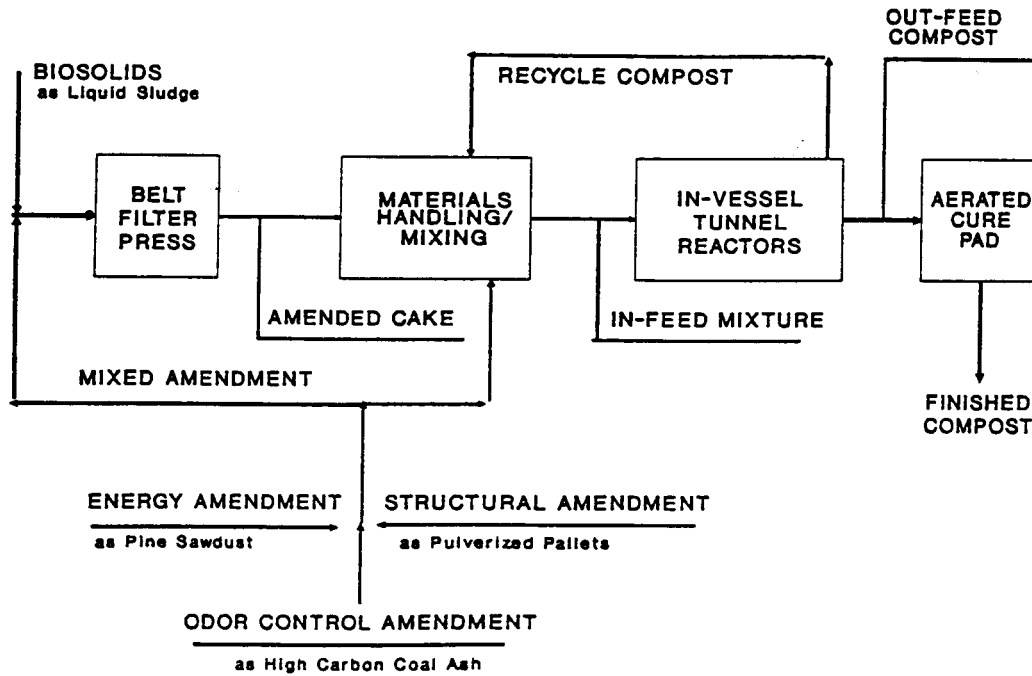 OUT-FEED
COMPOST
BIOSOLIDS
as Liquid Sludge
RECYCLE COMPOST
BELT
FILTER
PRESS
MATERIALS
HANDLING/
MIXING
IN-VESSEL
TUNNEL
REACTORS
AERATED
CURE
PAD
AMENDED CAKE
IN-FEED MIXTURE
MIXED AMENDMENT
FINISHED
COMPOST
ENERGY AMENDMENT
as Pine Sawdust
STRUCTURAL AMENDMENT
as Pulverized Pallets
ODOR CONTROL AMENDMENT
as High Carbon Coal Ash